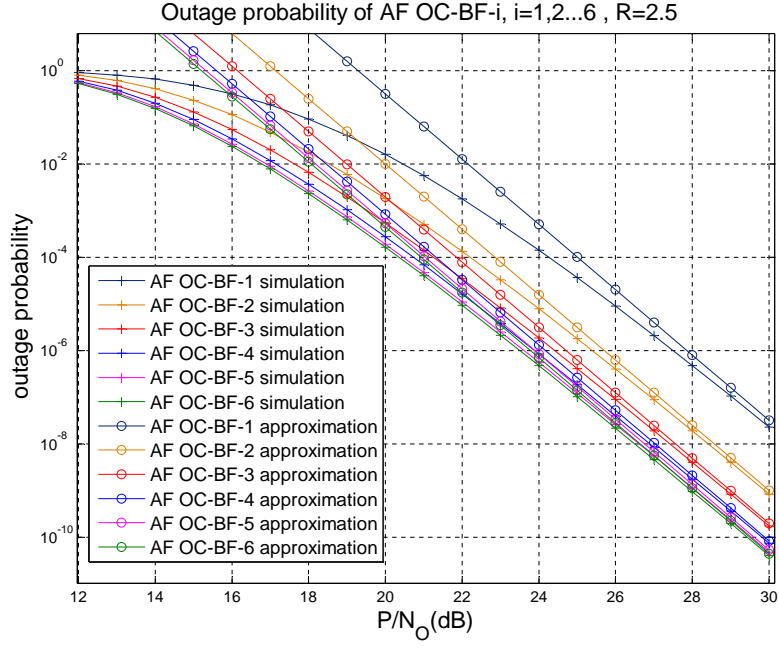 Outage probability of AF OC-BF-i, i=1,2...6 , R=2.5
10^0
10^-2
10^-4
10^-6
10^-8
10^-10
outage probability
AF OC-BF-1 simulation
AF OC-BF-2 simulation
AF OC-BF-3 simulation
AF OC-BF-4 simulation
AF OC-BF-5 simulation
AF OC-BF-6 simulation
AF OC-BF-1 approximation
AF OC-BF-2 approximation
AF OC-BF-3 approximation
AF OC-BF-4 approximation
AF OC-BF-5 approximation
AF OC-BF-6 approximation
12 14 16 18 20 22 24 26 28 30
P/N_O(dB)